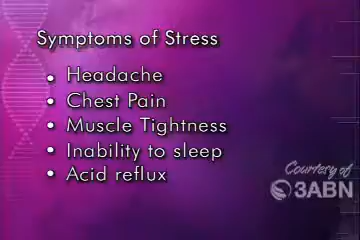 Symptoms of Stress
• Headache
• Chest Pain
• Muscle Tightness
• Inability to sleep
• Acid reflux
Courtesy of
3ABN